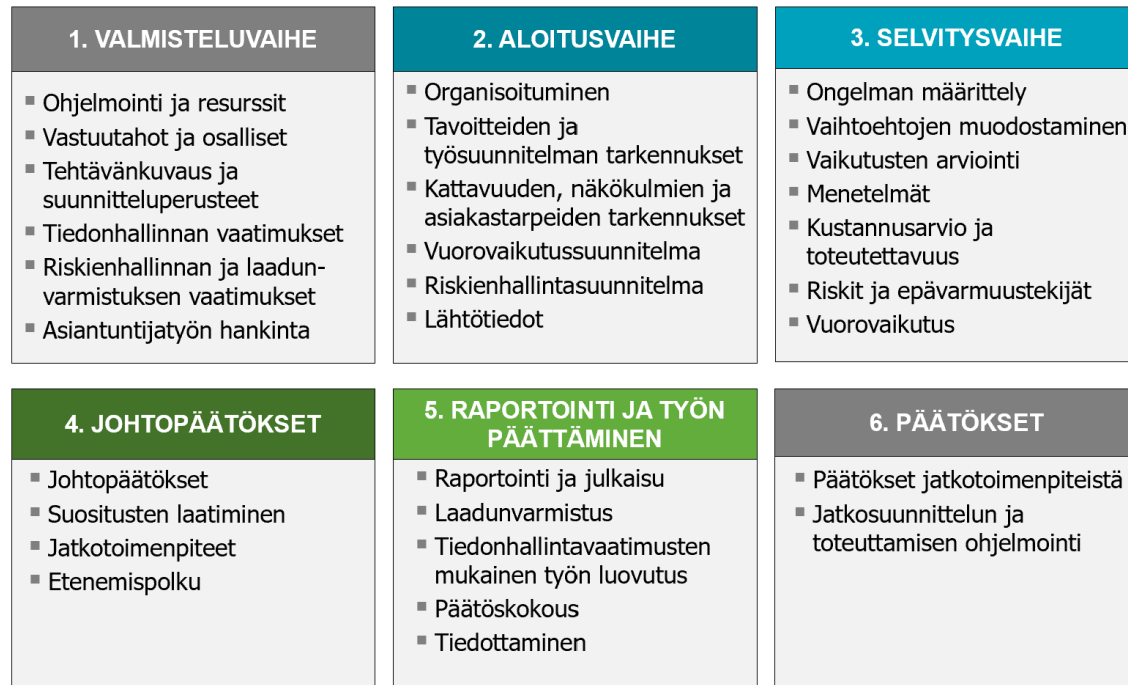 1. VALMISTELUVAIHE
▪ Ohjelmointi ja resurssit
▪ Vastuutahot ja osalliset
▪ Tehtävänkuvaus ja
suunnitteluperusteet
▪ Tiedonhallinnan vaatimukset
▪ Riskienhallinnan ja laadun-
varmistuksen vaatimukset
▪ Asiantuntijatyön hankinta
2. ALOITUSVAIHE
▪ Organisoituminen
▪ Tavoitteiden ja
työsuunnitelman tarkennukset
▪ Kattavuuden, näkökulmien ja
asiakastarpeiden tarkennukset
▪ Vuorovaikutussuunnitelma
▪ Riskienhallintasuunnitelma
▪ Lähtötiedot
3. SELVITYSVAIHE
▪ Ongelman määrittely
▪ Vaihtoehtojen muodostaminen
▪ Vaikutusten arviointi
▪ Menetelmät
▪ Kustannusarvio ja
toteutettavuus
▪ Riskit ja epävarmuustekijät
▪ Vuorovaikutus
4. JOHTOPÄÄTÖKSET
▪ Johtopäätökset
▪ Suositusten laatiminen
▪ Jatkotoimenpiteet
▪ Etenemispolku
5. RAPORTOINTI JA TYÖN
PÄÄTTÄMINEN
▪ Raportointi ja julkaisu
▪ Laadunvarmistus
▪ Tiedonhallintavaatimusten
mukainen työn luovutus
▪ Päätöskokous
▪ Tiedottaminen
6. PÄÄTÖKSET
▪ Päätökset jatkotoimenpiteistä
▪ Jatkosuunnittelun ja
toteuttamisen ohjelmointi